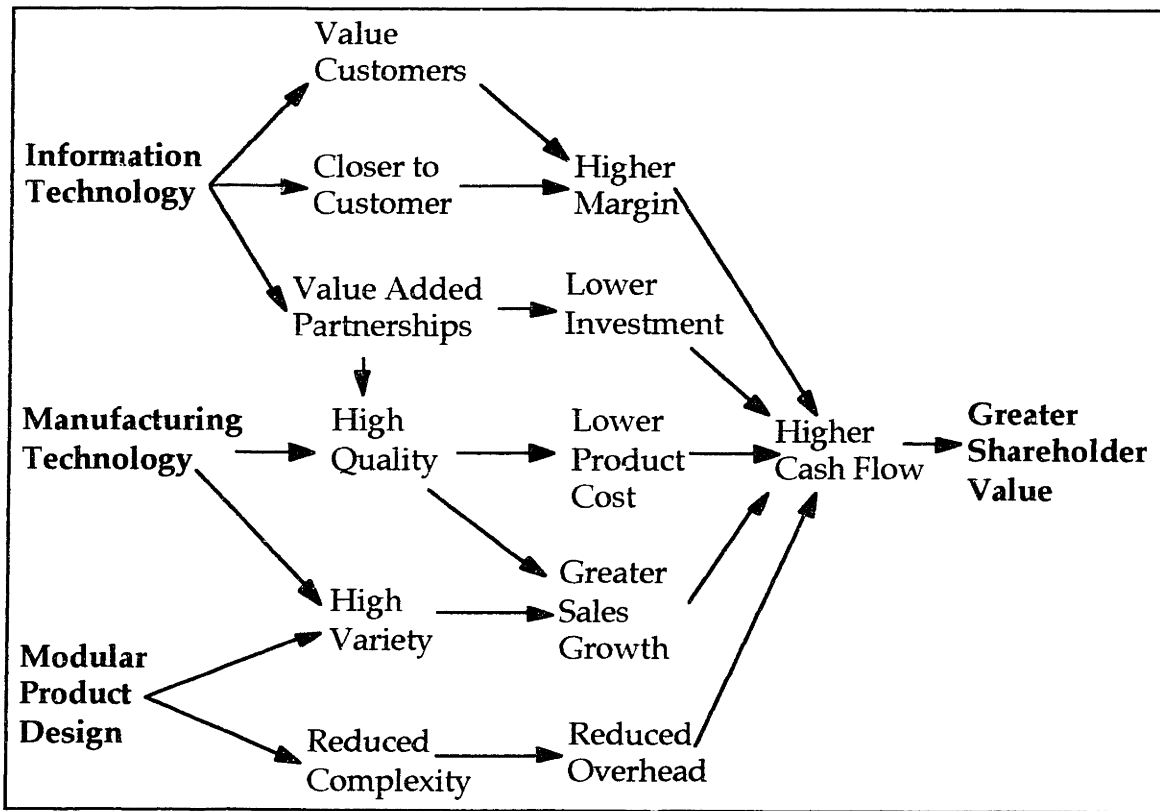 Value
Customers
Information
Technology
Closer to
Customer
Higher
Margin
Value Added
Partnerships
Lower
Investment
Manufacturing
Technology
High
Quality
Lower
Product
Cost
Higher
Cash Flow
Greater
Shareholder
Value
High
Variety
Greater
Sales
Growth
Modular
Product
Design
Reduced
Complexity
Reduced
Overhead